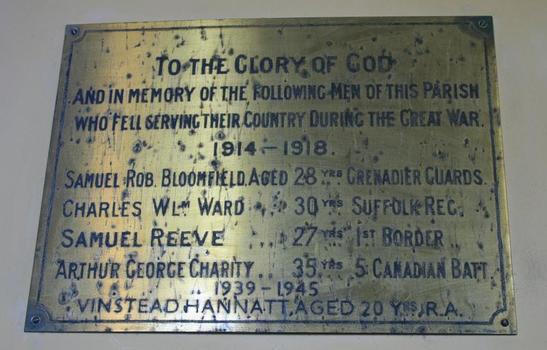 TO THE GLORY OF GOD
AND IN MEMORY OF THE FOLLOWING MEN OF THIS PARISH
WHO FELL SERVING THEIR COUNTRY DURING THE GREAT WAR.
1914–1918.
SAMUEL ROB. BLOOMFIELD, AGED 28 YRS GRENADIER GUARDS.
CHARLES WLM WARD .. 30 YRS SUFFOLK REG.
SAMUEL REEVE .. 27 YRS 1ST BORDER ..
ARTHUR GEORGE CHARITY .. 35 YRS 5 CANADIAN BATT.
1939–1945
VINSTEAD HANNATT, AGED 20 YRS, R.A.